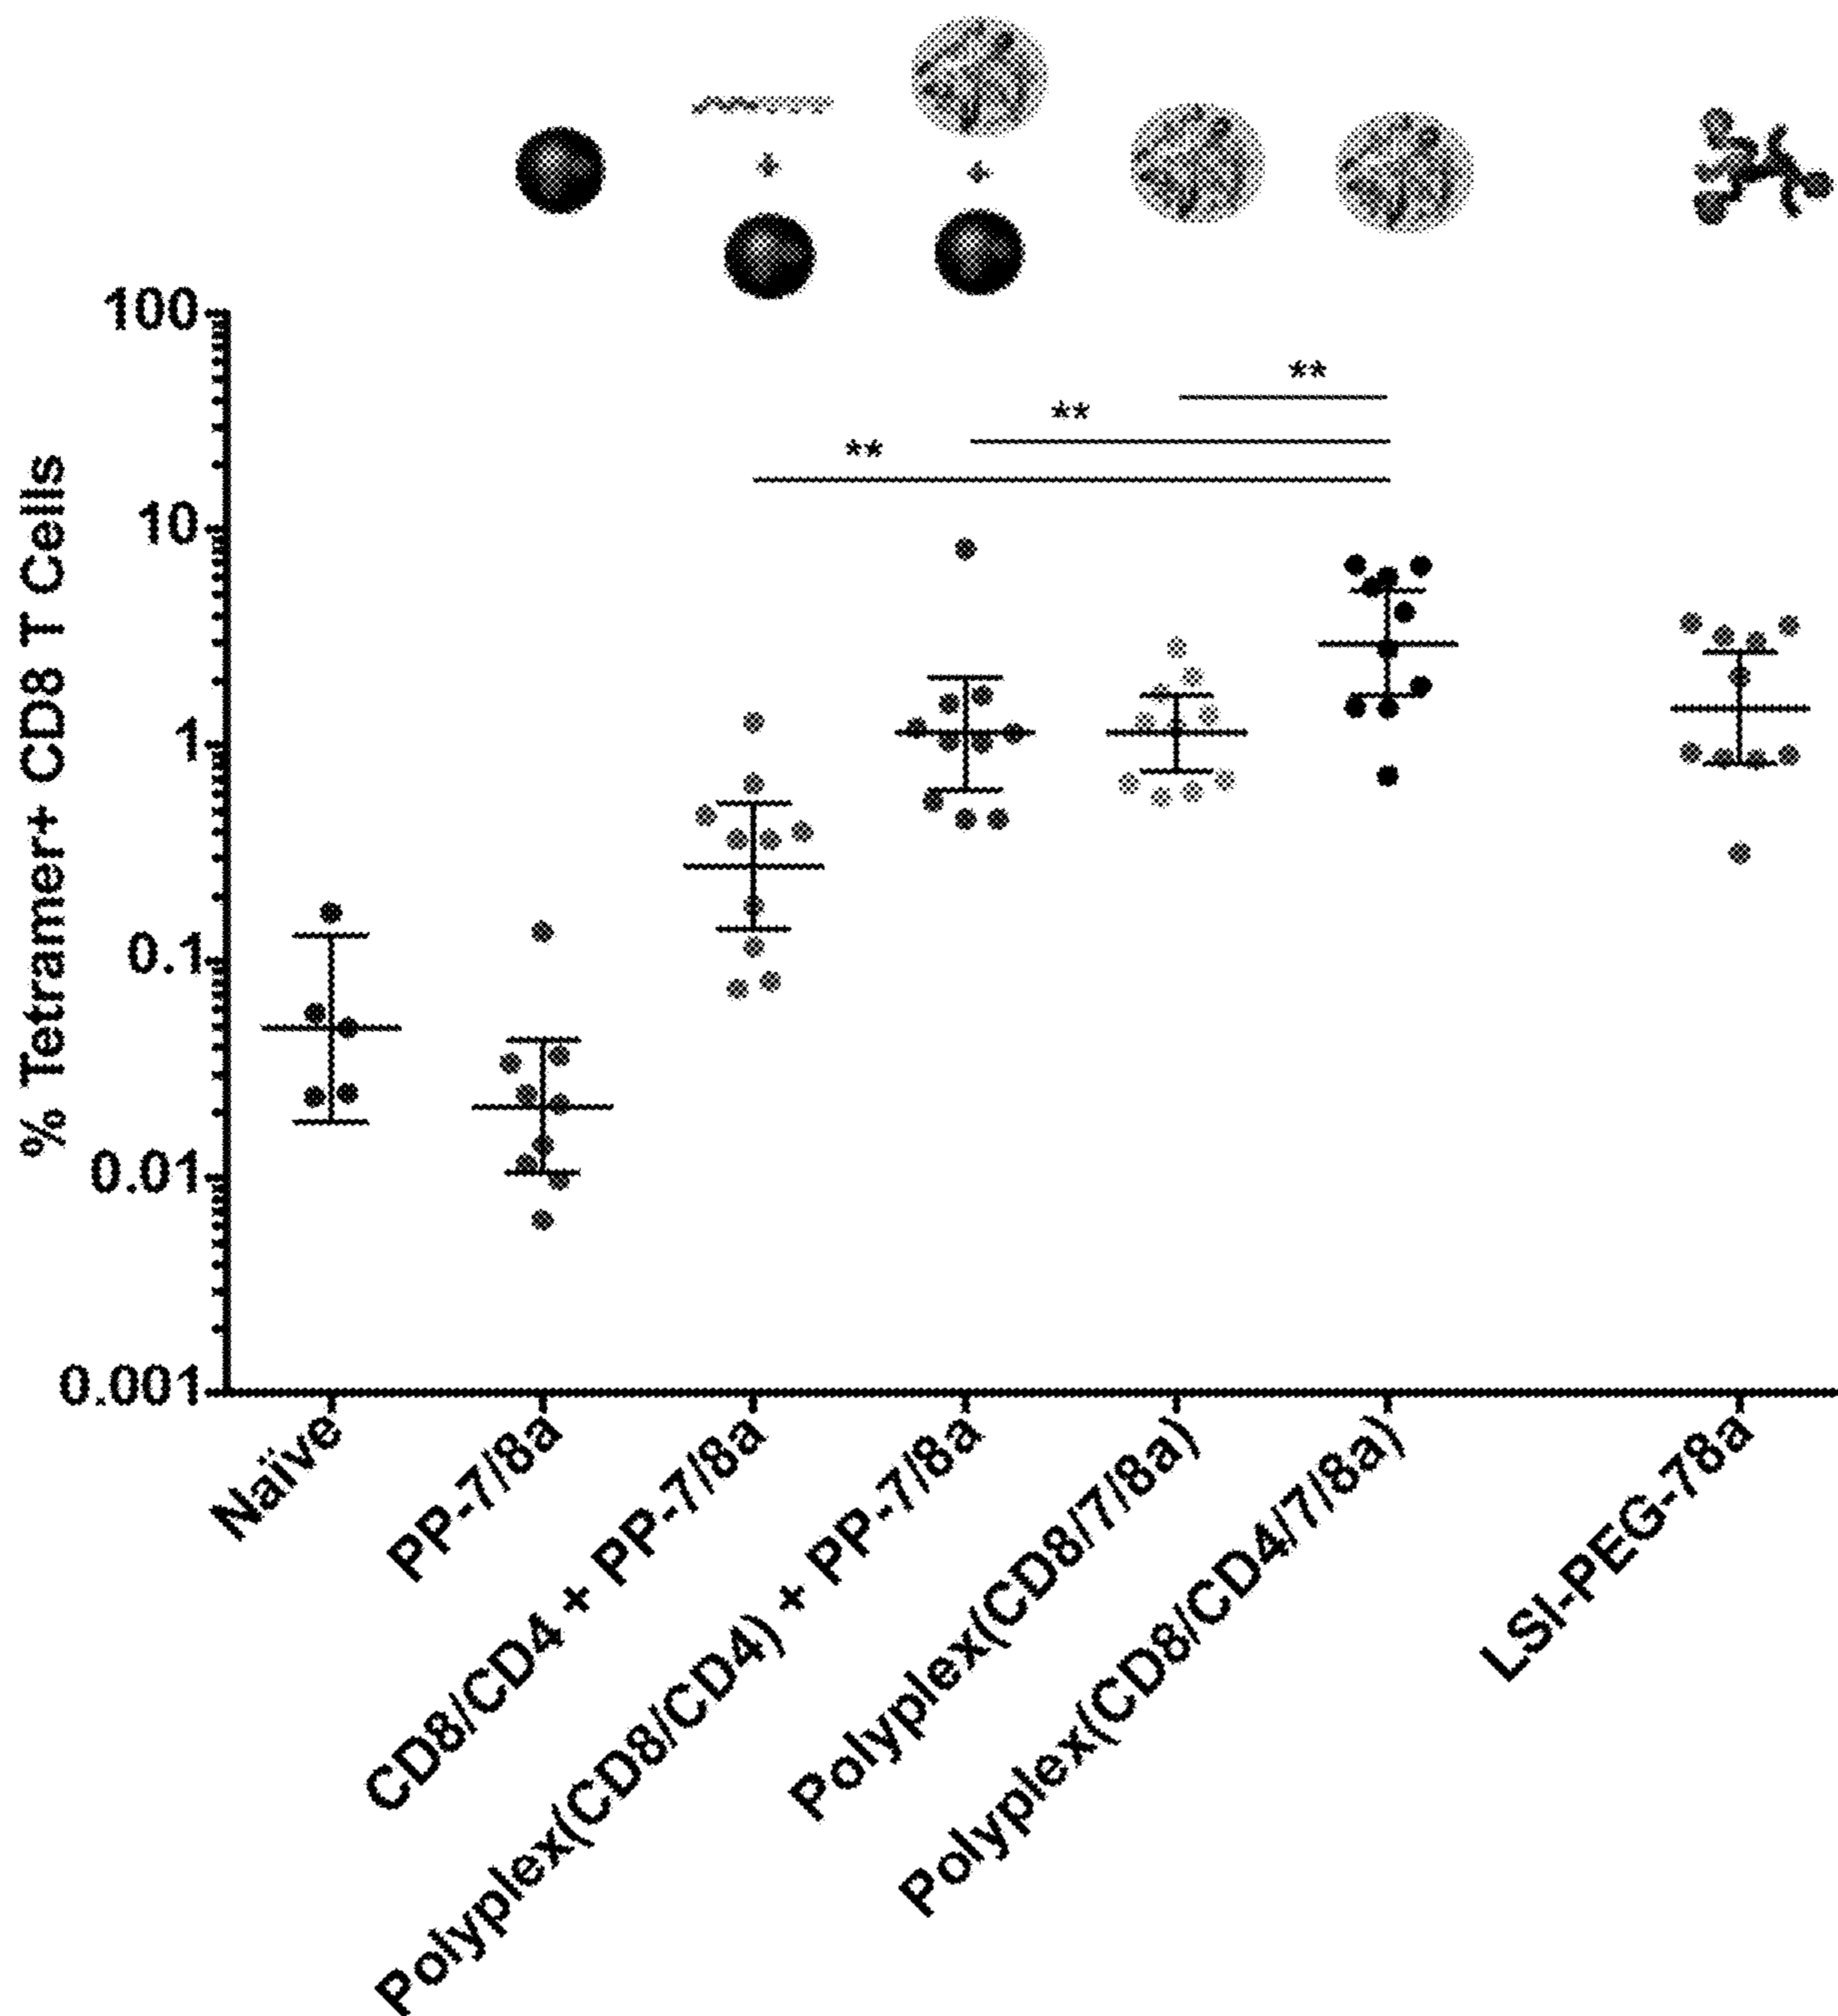 100
10
1
0.1
0.01
0.001
% Tetramer+ CD8 T Cells
**
**
**
Naïve
PP-7/8a
CD8/CD4 + PP-7/8a
Polyplex(CD8/CD4) + PP-7/8a
Polyplex(CD8/7/8a)
Polyplex(CD8/CD4/7/8a)
LSI-PEG-78a